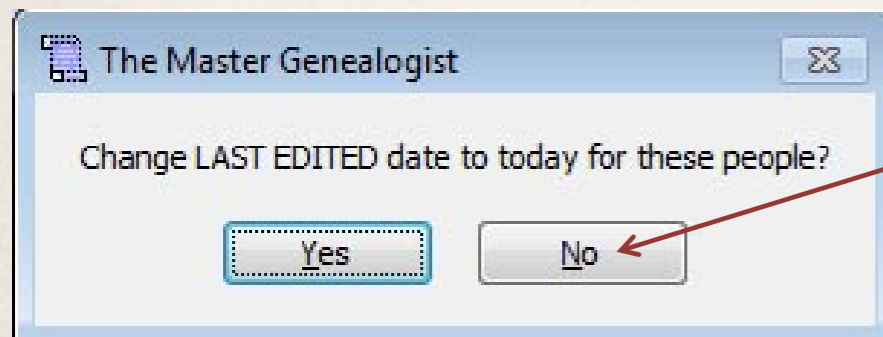 The Master Genealogist
Change LAST EDITED date to today for these people?
Yes No